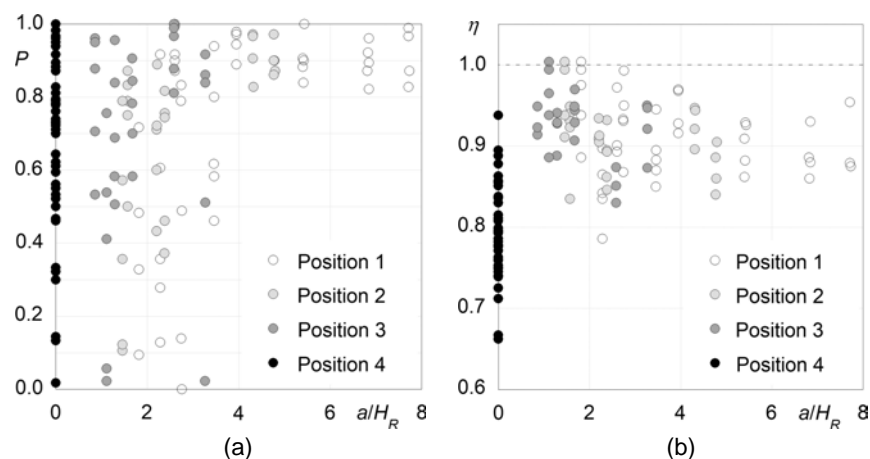 1.0
P
0.8
0.6
0.4
0.2
0.0
0 2 4 6 8
a/H_R
Position 1
Position 2
Position 3
Position 4
(a)
η
1.0
0.9
0.8
0.7
0.6
0 2 4 6 8
a/H_R
Position 1
Position 2
Position 3
Position 4
(b)